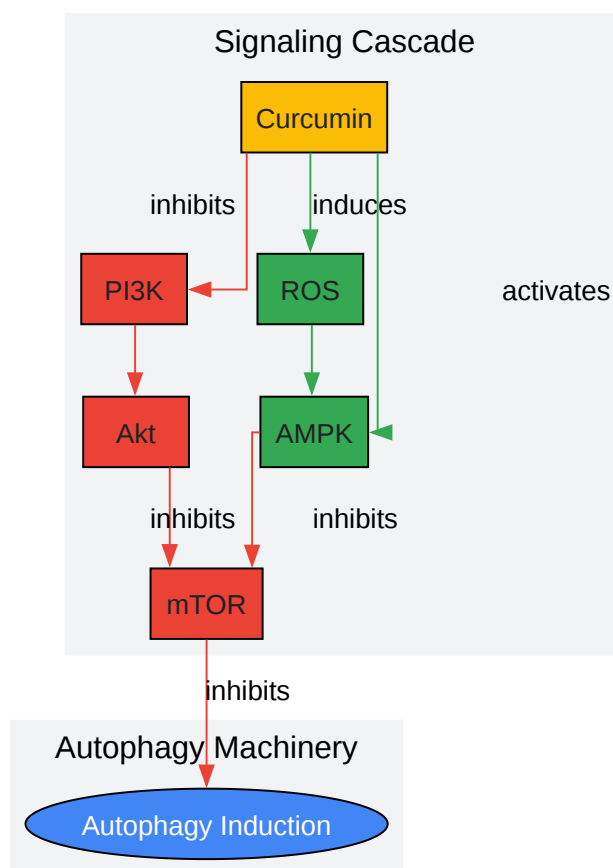 Signaling Cascade
Curcumin
inhibits
induces
PI3K
ROS
activates
Akt
AMPK
inhibits
inhibits
mTOR
inhibits
Autophagy Machinery
Autophagy Induction